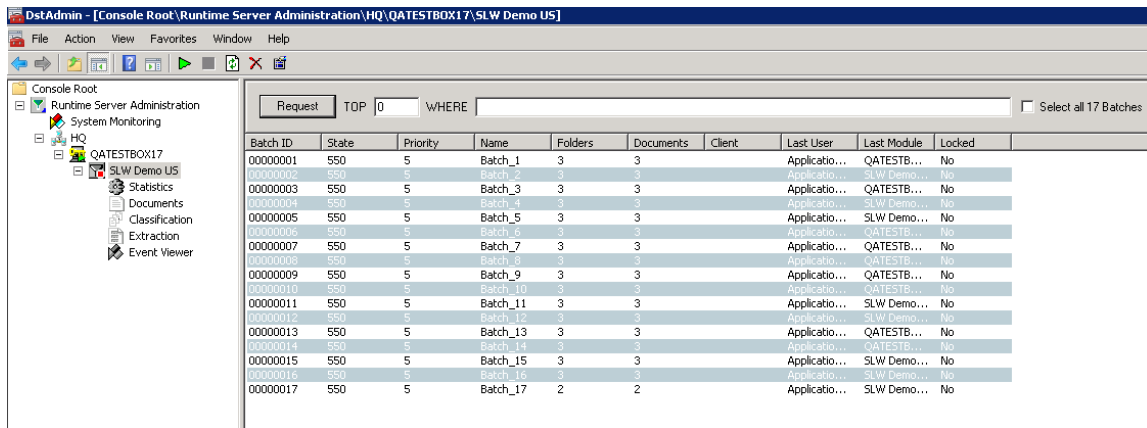 DstAdmin - [Console Root\Runtime Server Administration\HQ\QATESTBOX17\SLW Demo US]
File Action View Favorites Window Help
Console Root
Runtime Server Administration
System Monitoring
HQ
QATESTBOX17
SLW Demo US
Statistics
Documents
Classification
Extraction
Event Viewer
Request TOP 0 WHERE Select all 17 Batches
Batch ID State Priority Name Folders Documents Client Last User Last Module Locked
00000001 550 5 Batch_1 3 3 Applicatio... QATESTB... No
00000002 550 5 Batch_2 3 3 Applicatio... SLW Demo... No
00000003 550 5 Batch_3 3 3 Applicatio... QATESTB... No
00000004 550 5 Batch_4 3 3 Applicatio... SLW Demo... No
00000005 550 5 Batch_5 3 3 Applicatio... SLW Demo... No
00000006 550 5 Batch_6 3 3 Applicatio... QATESTB... No
00000007 550 5 Batch_7 3 3 Applicatio... QATESTB... No
00000008 550 5 Batch_8 3 3 Applicatio... QATESTB... No
00000009 550 5 Batch_9 3 3 Applicatio... QATESTB... No
00000010 550 5 Batch_10 3 3 Applicatio... QATESTB... No
00000011 550 5 Batch_11 3 3 Applicatio... SLW Demo... No
00000012 550 5 Batch_12 3 3 Applicatio... SLW Demo... No
00000013 550 5 Batch_13 3 3 Applicatio... QATESTB... No
00000014 550 5 Batch_14 3 3 Applicatio... QATESTB... No
00000015 550 5 Batch_15 3 3 Applicatio... SLW Demo... No
00000016 550 5 Batch_16 3 3 Applicatio... SLW Demo... No
00000017 550 5 Batch_17 2 2 Applicatio... SLW Demo... No